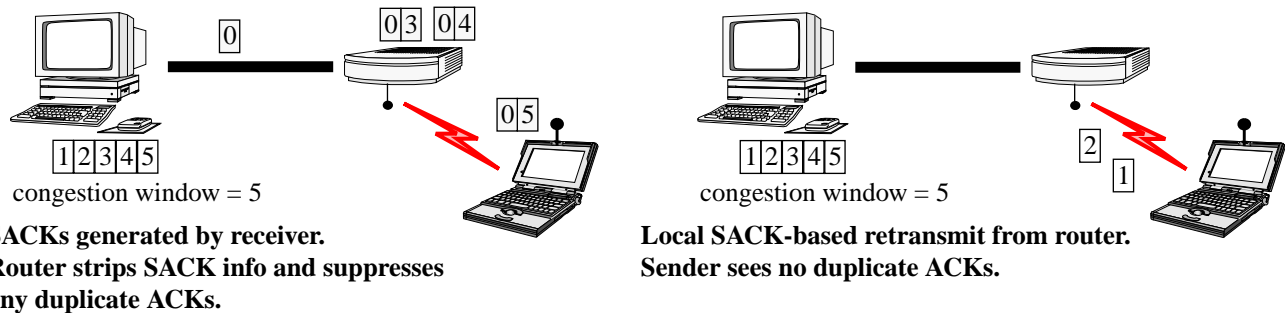 0
0 3 0 4
0 5
1 2 3 4 5
congestion window = 5
SACKs generated by receiver.
Router strips SACK info and suppresses
ny duplicate ACKs.
2
1
1 2 3 4 5
congestion window = 5
Local SACK-based retransmit from router.
Sender sees no duplicate ACKs.